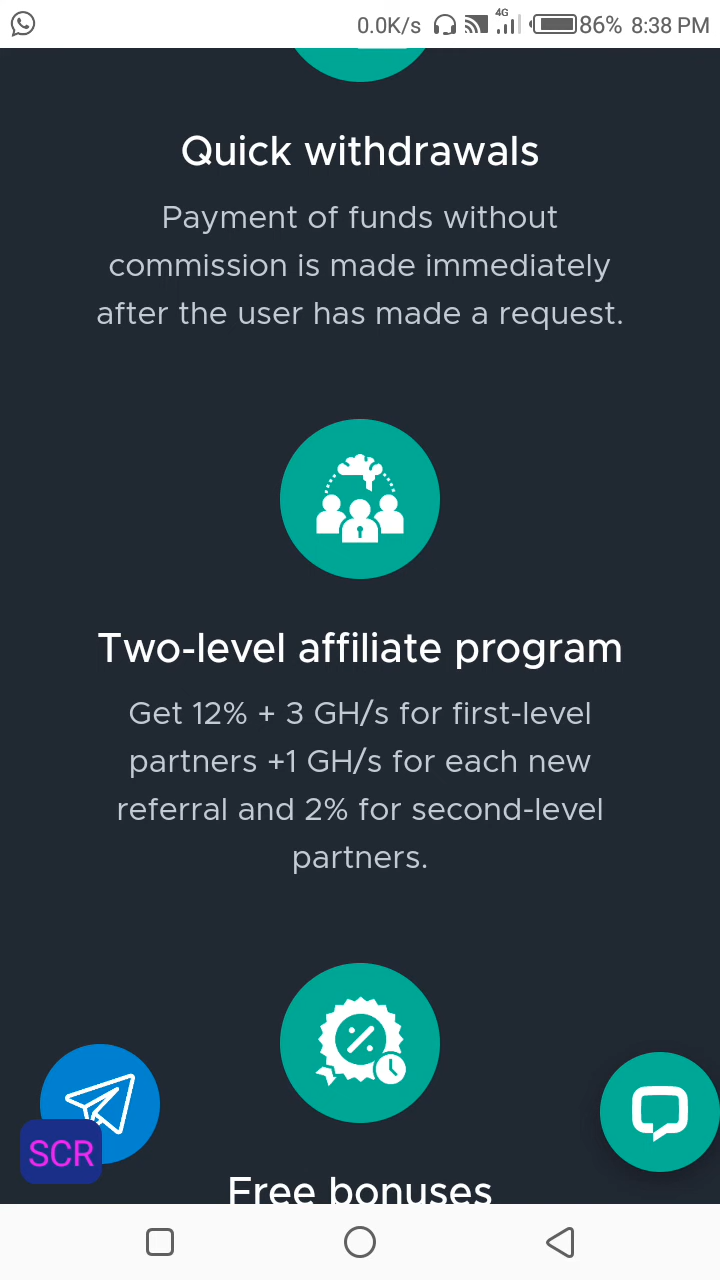 0.0K/s 4G 86% 8:38 PM
Quick withdrawals
Payment of funds without
commission is made immediately
after the user has made a request.
Two-level affiliate program
Get 12% + 3 GH/s for first-level
partners +1 GH/s for each new
referral and 2% for second-level
partners.
SCR
Free bonuses